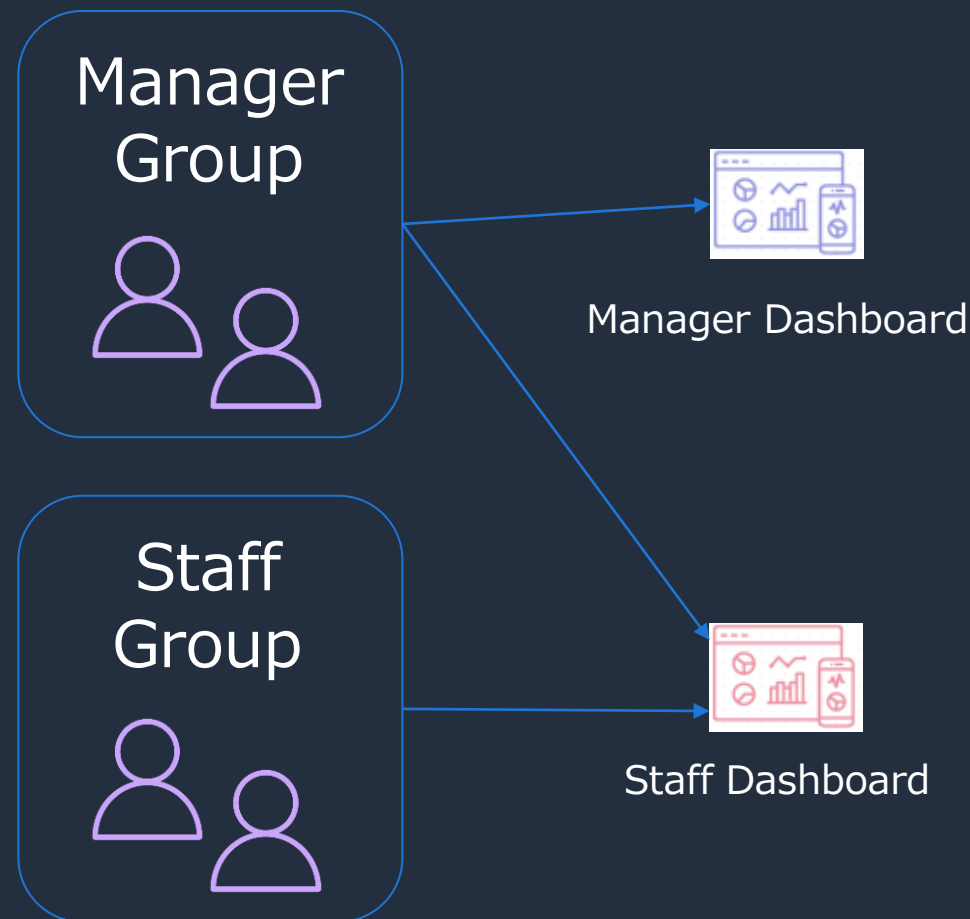 Manager
Group
Manager Dashboard
Staff
Group
Staff Dashboard